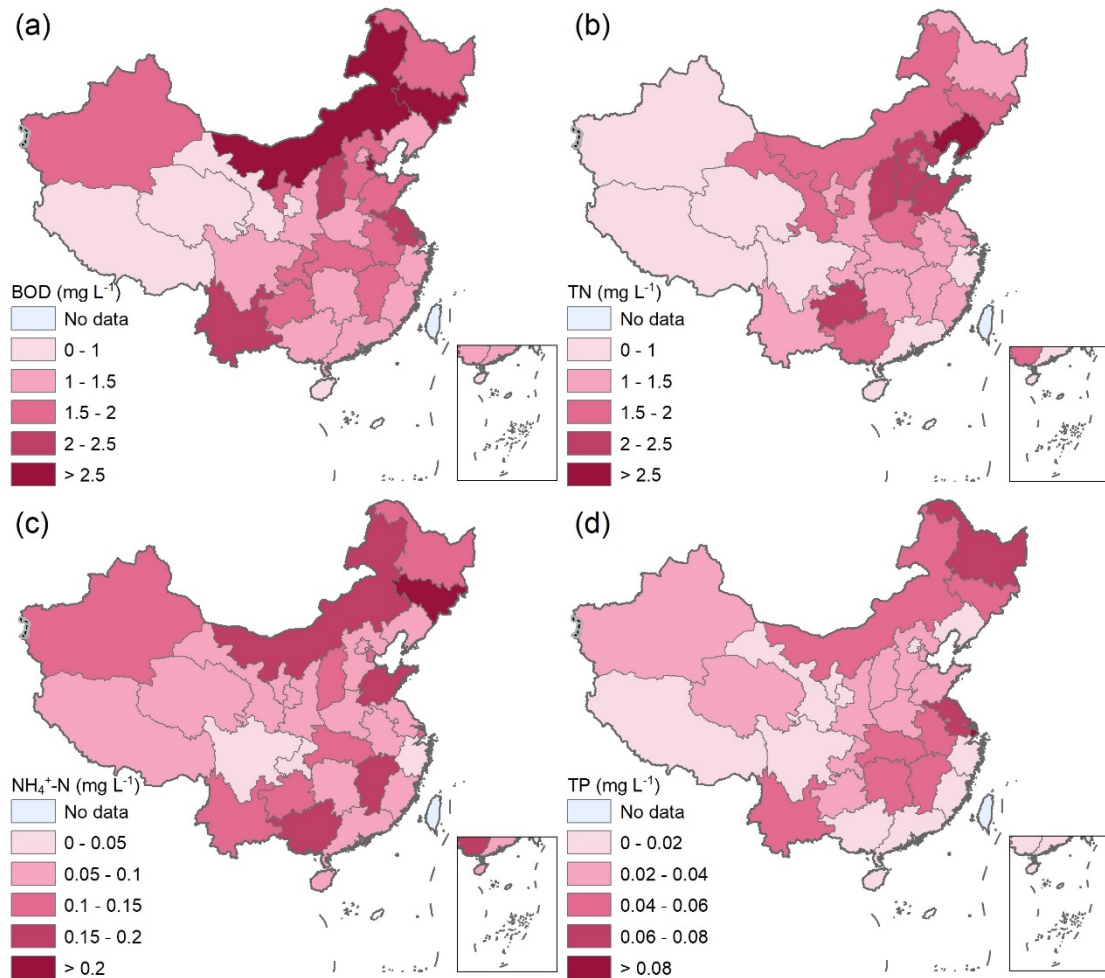 (a)
BOD (mg L⁻¹)
No data
0 - 1
1 - 1.5
1.5 - 2
2 - 2.5
> 2.5
(b)
TN (mg L⁻¹)
No data
0 - 1
1 - 1.5
1.5 - 2
2 - 2.5
> 2.5
(c)
NH₄⁺-N (mg L⁻¹)
No data
0 - 0.05
0.05 - 0.1
0.1 - 0.15
0.15 - 0.2
> 0.2
(d)
TP (mg L⁻¹)
No data
0 - 0.02
0.02 - 0.04
0.04 - 0.06
0.06 - 0.08
> 0.08